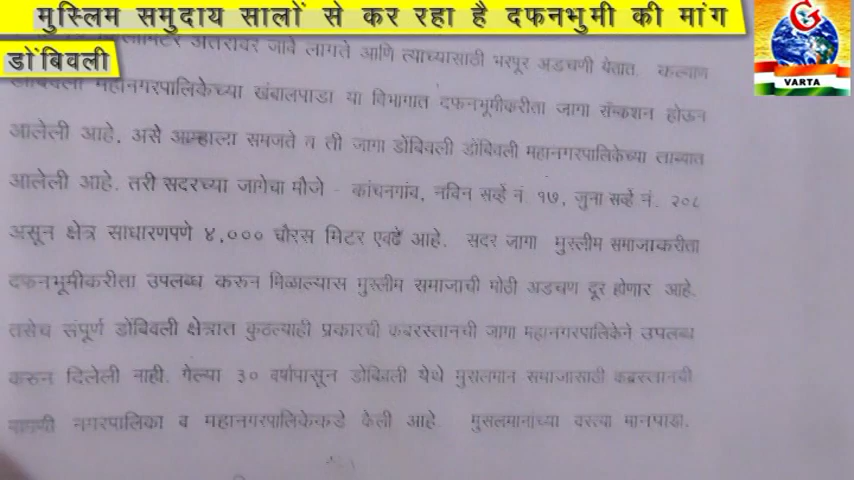 मुस्लिम समुदाय सालों से कर रहा है दफनभुमी की मांग
डोंबिवली
G
VARTA
अंतरावर जावे लागते आणि त्याच्यासाठी भरपूर अडचणी येतात. कल्याण
डोंबिवली महानगरपालिकेच्या खंबालपाडा या विभागात दफनभूमीकरीता जागा सॅक्शन होऊन
आलेली आहे, असे आम्हाला समजते व ती जागा डोंबिवली डोंबिवली महानगरपालिकेच्या ताब्यात
आलेली आहे. तरी सदरच्या जागेचा मौजे - कांचनगांव, नविन सर्व्हे नं. १७, जुना सर्व्हे नं. २०८
असून क्षेत्र साधारणपणे ४,००० चौरस मिटर एवढे आहे. सदर जागा मुस्लीम समाजाकरीता
दफनभूमीकरीता उपलब्ध करुन मिळाल्यास मुस्लीम समाजाची मोठी अडचण दूर होणार आहे.
तसेच संपूर्ण डोंबिवली क्षेत्रात कुठल्याही प्रकारची कबरस्तानची जागा महानगरपालिकेने उपलब्ध
करुन दिलेली नाही. गेल्या ३० वर्षापासून डोंबिवली येथे मुसलमान समाजासाठी कब्रस्तानची
नगरपालिका व महानगरपालिकेकडे केली आहे. मुसलमानांच्या वस्त्या मानपाडा,